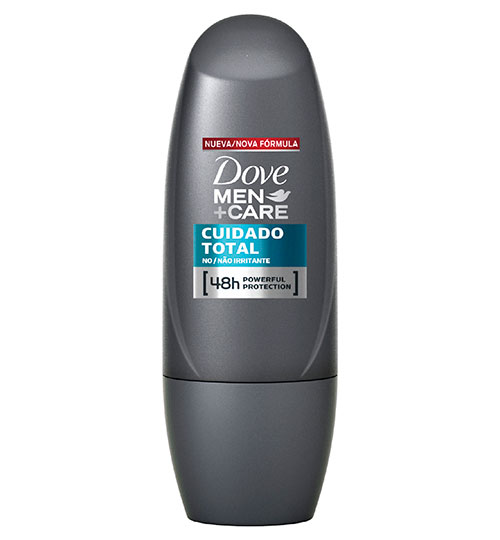 NUEVA/NOVA FÓRMULA
Dove
MEN
+CARE
CUIDADO
TOTAL
NO/NÃO IRRITANTE
[48h POWERFUL
PROTECTION]